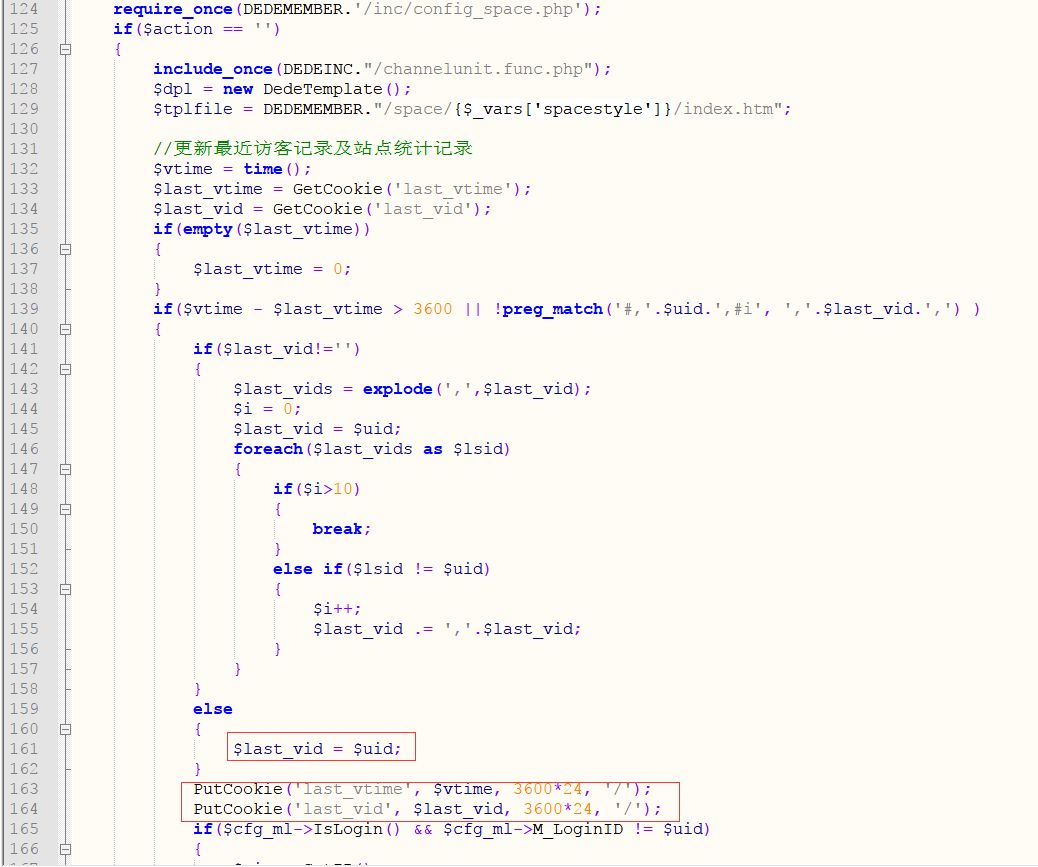 124 require_once(DEDEMEMBER.'/inc/config_space.php');
125 if($action == '')
126 {
127 include_once(DEDEINC."/channelunit.func.php");
128 $dpl = new DedeTemplate();
129 $tplfile = DEDEMEMBER."/space/{$_vars['spacestyle']}/index.htm";
130
131 //更新最近访客记录及站点统计记录
132 $vtime = time();
133 $last_vtime = GetCookie('last_vtime');
134 $last_vid = GetCookie('last_vid');
135 if(empty($last_vtime))
136 {
137 $last_vtime = 0;
138 }
139 if($vtime - $last_vtime > 3600 || !preg_match('#,'.$uid.',#i', ','.$last_vid.',') )
140 {
141 if($last_vid!='')
142 {
143 $last_vids = explode(',',$last_vid);
144 $i = 0;
145 $last_vid = $uid;
146 foreach($last_vids as $lsid)
147 {
148 if($i>10)
149 {
150 break;
151 }
152 else if($lsid != $uid)
153 {
154 $i++;
155 $last_vid .= ','.$last_vid;
156 }
157 }
158 }
159 else
160 {
161 $last_vid = $uid;
162 }
163 PutCookie('last_vtime', $vtime, 3600*24, '/');
164 PutCookie('last_vid', $last_vid, 3600*24, '/');
165 if($cfg_ml->IsLogin() && $cfg_ml->M_LoginID != $uid)
166 {